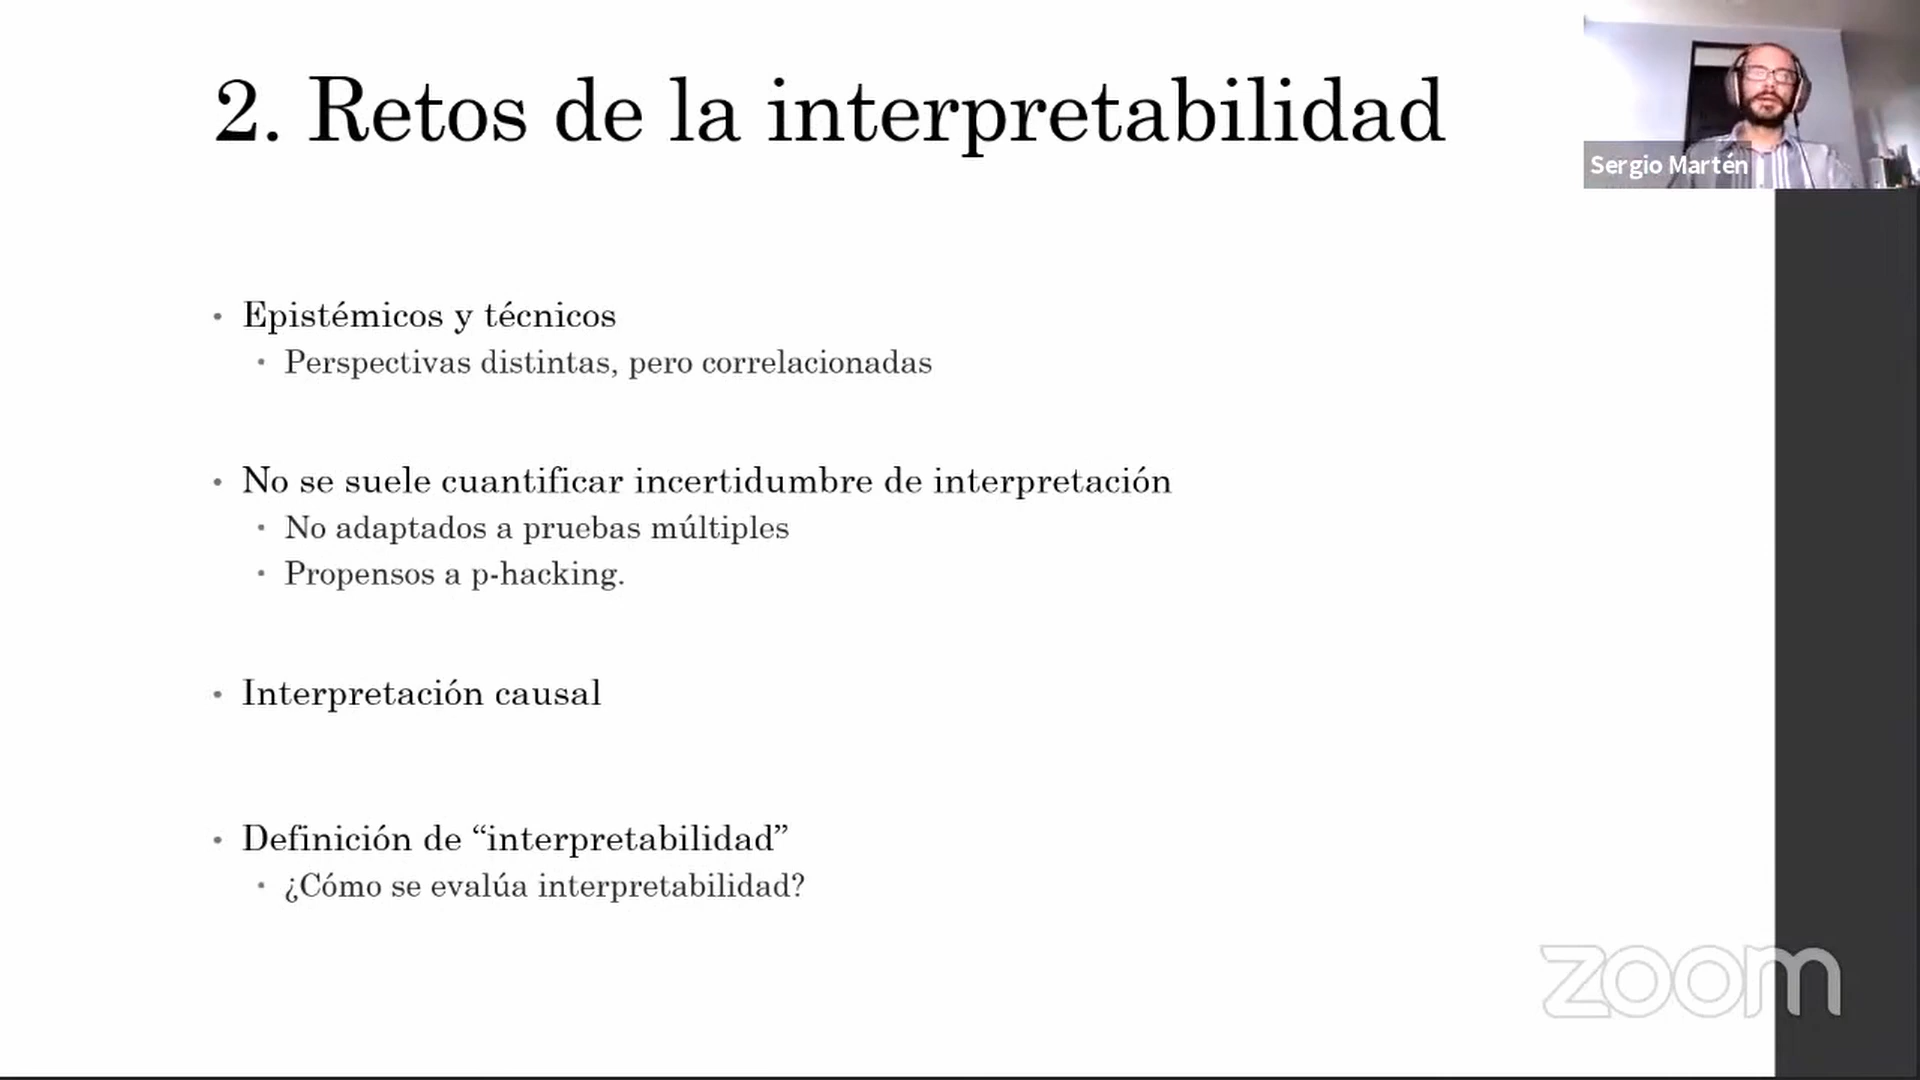 2. Retos de la interpretabilidad
Sergio Martén
• Epistémicos y técnicos
• Perspectivas distintas, pero correlacionadas
• No se suele cuantificar incertidumbre de interpretación
• No adaptados a pruebas múltiples
• Propensos a p-hacking.
• Interpretación causal
• Definición de “interpretabilidad”
• ¿Cómo se evalúa interpretabilidad?
zoom